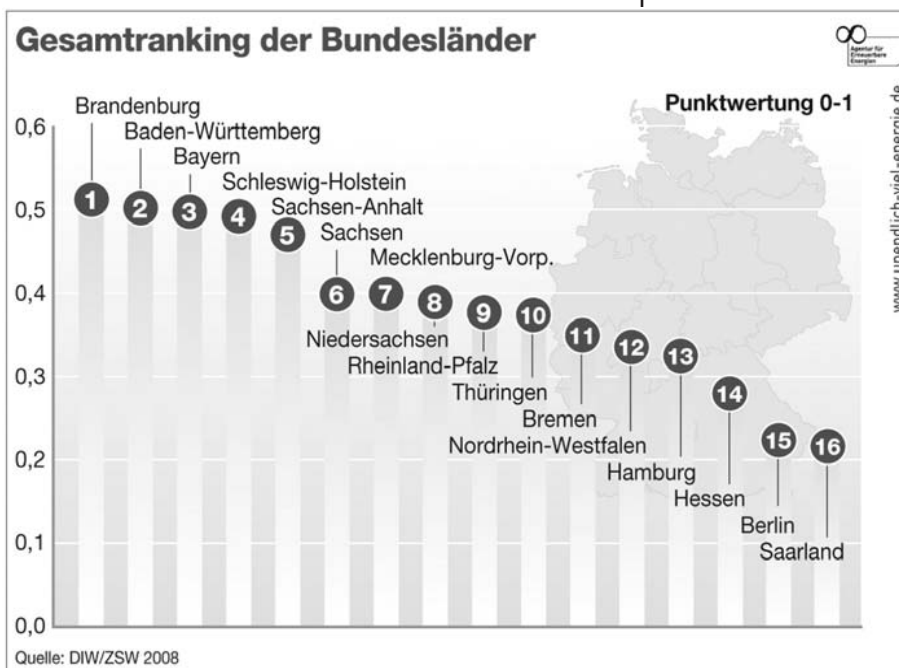 Gesamtranking der Bundesländer
Agentur für
Erneuerbare
Energien
Punktwertung 0-1
www.unendlich-viel-energie.de
0,6
0,5
0,4
0,3
0,2
0,1
0,0
Brandenburg
Baden-Württemberg
Bayern
Schleswig-Holstein
Sachsen-Anhalt
Sachsen
Mecklenburg-Vorp.
1
2
3
4
5
6
7
8
9
10
11
12
13
14
15
16
Niedersachsen
Rheinland-Pfalz
Thüringen
Bremen
Nordrhein-Westfalen
Hamburg
Hessen
Berlin
Saarland
Quelle: DIW/ZSW 2008